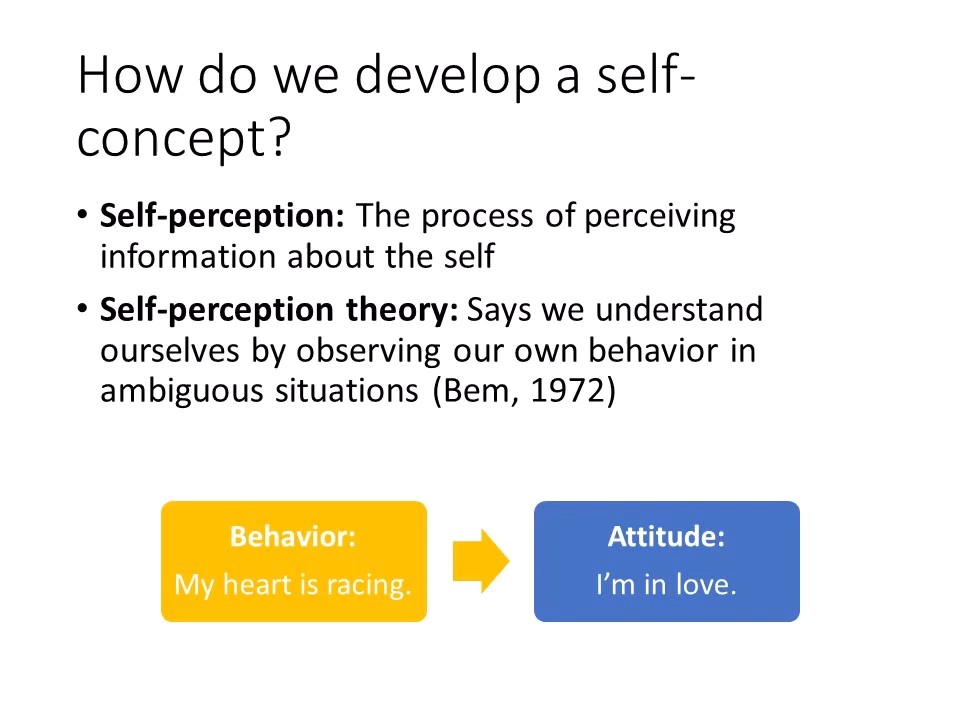 How do we develop a self-
concept?
• Self-perception: The process of perceiving
information about the self
• Self-perception theory: Says we understand
ourselves by observing our own behavior in
ambiguous situations (Bem, 1972)
Behavior:
My heart is racing.
Attitude:
I’m in love.